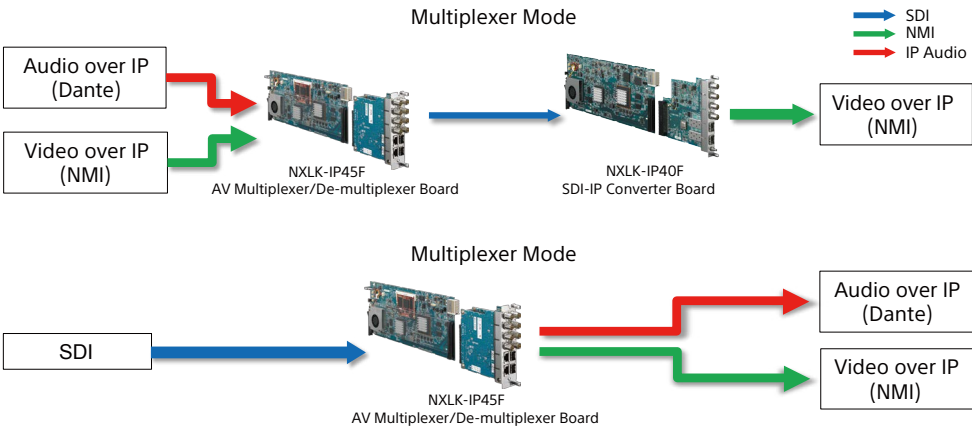 Multiplexer Mode
SDI
NMI
IP Audio
Audio over IP
(Dante)
Video over IP
(NMI)
NXLK-IP45F
AV Multiplexer/De-multiplexer Board
NXLK-IP40F
SDI-IP Converter Board
Video over IP
(NMI)
Multiplexer Mode
SDI
NXLK-IP45F
AV Multiplexer/De-multiplexer Board
Audio over IP
(Dante)
Video over IP
(NMI)